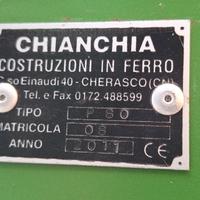 CHIANCHIA
COSTRUZIONI IN FERRO
C.so Einaudi 40 - CHERASCO (CN)
Tel. e Fax 0172 488599
TIPO P 80
MATRICOLA 08
ANNO 2011 CE